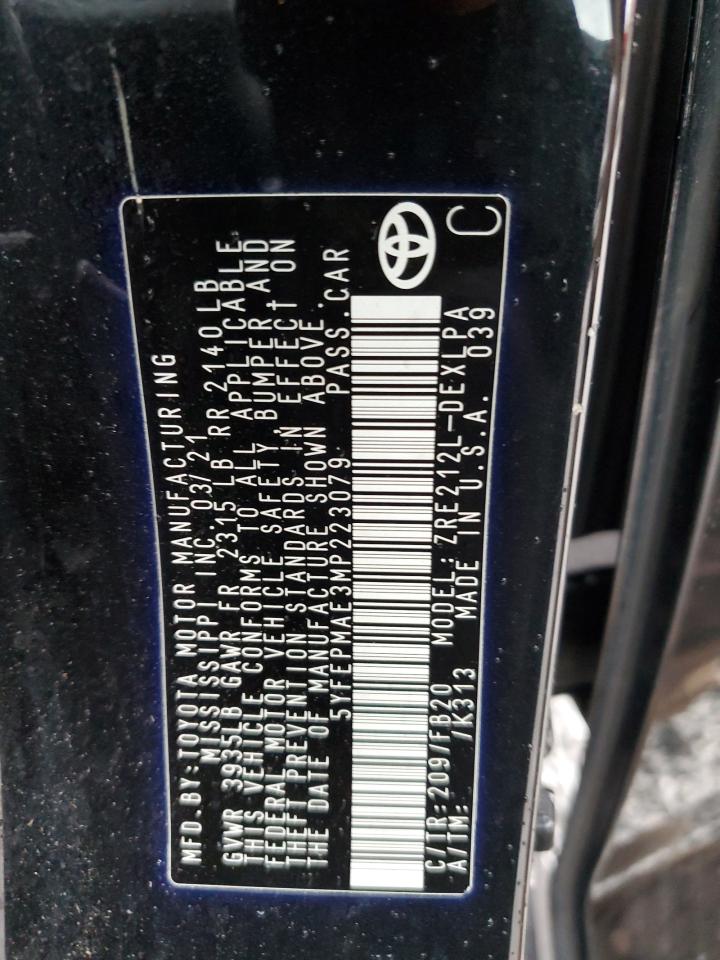 MFD.BY:TOYOTA MOTOR MANUFACTURING
MISSISSIPPI INC. 03/21
GVWR 3935LB GAWR FR 2315 LB RR 2140 LB
THIS VEHICLE CONFORMS TO ALL APPLICABLE
FEDERAL MOTOR VEHICLE SAFETY, BUMPER AND
THEFT PREVENTION STANDARDS IN EFFECT ON
THE DATE OF MANUFACTURE SHOWN ABOVE.
5YFEPMAE3MP223079 PASS.CAR
C/TR:209/FB20 MODEL: ZRE212L-DEXLPA
A/TM: /K313 MADE IN U.S.A. 039
C